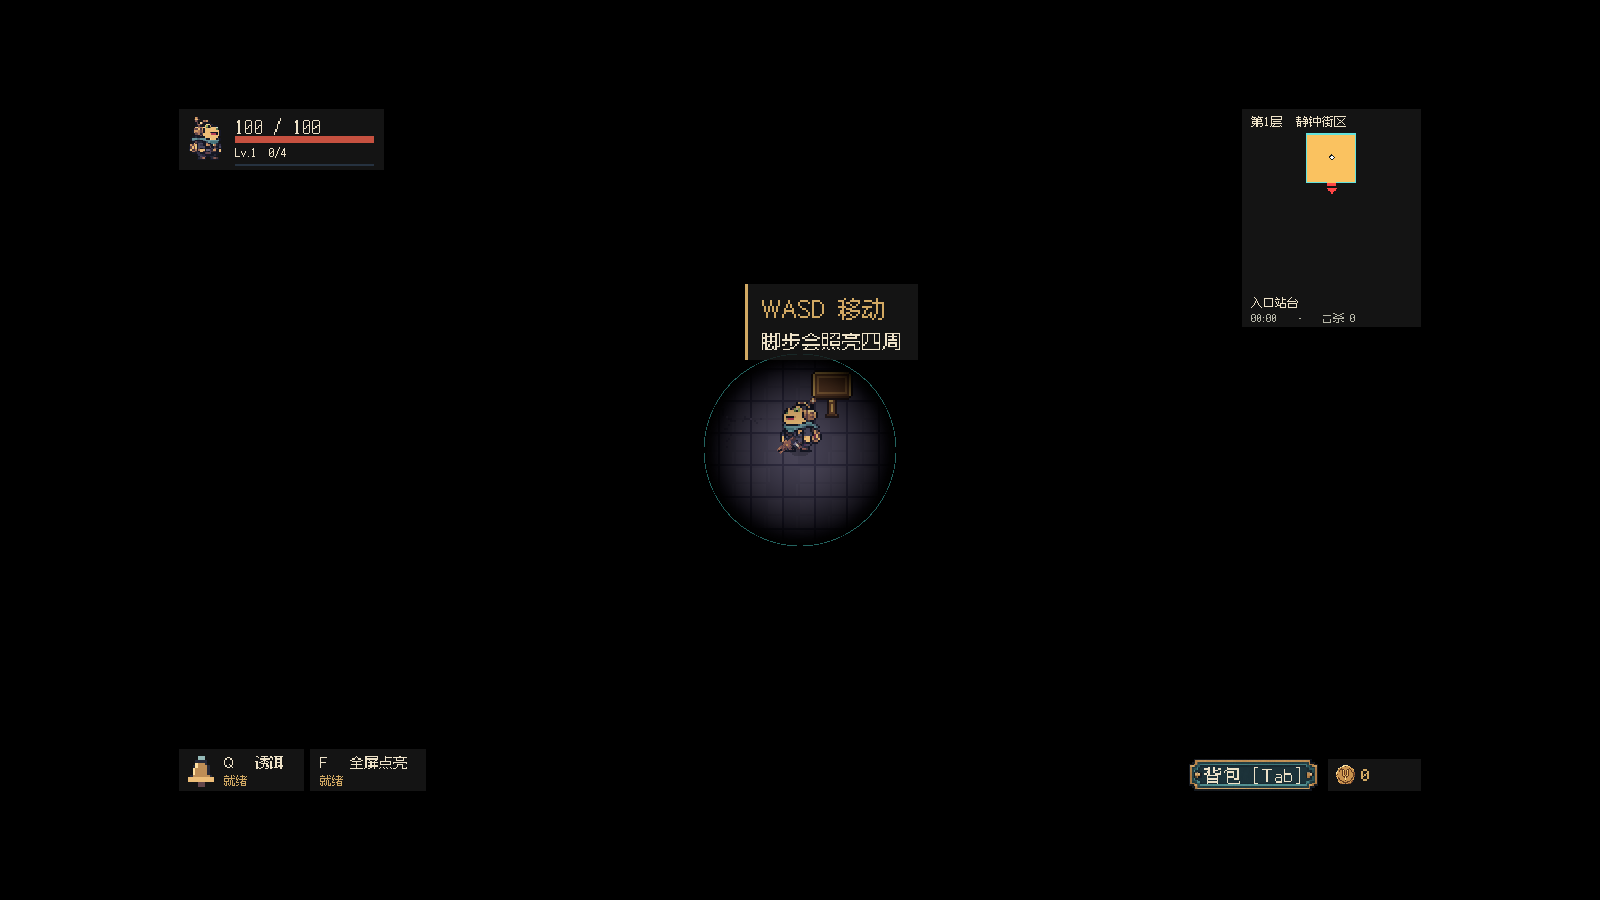 100 / 100
Lv.1 0/4
第1层 静钟街区
入口站台
00:00 - 已杀 0
WASD 移动
脚步会照亮四周
Q 诱饵
就绪
F 全屏点亮
就绪
背包 [Tab]
0